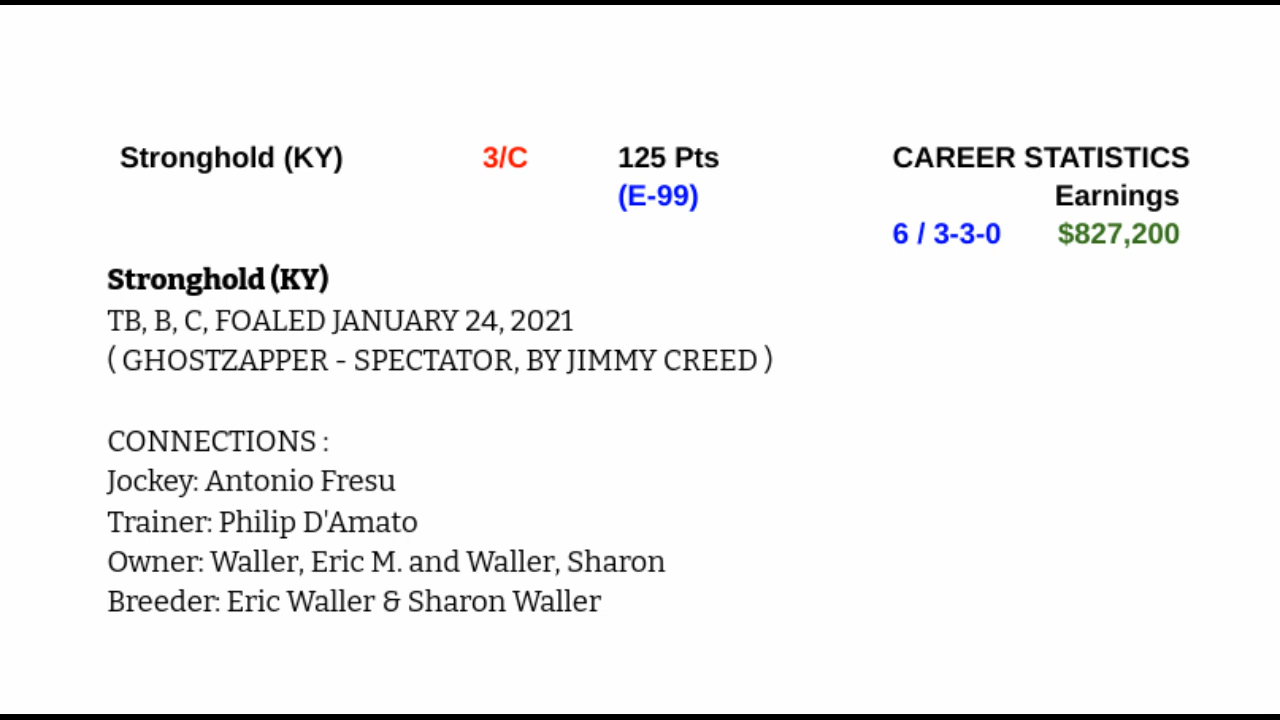 Stronghold (KY) 3/C 125 Pts CAREER STATISTICS
(E-99) Earnings
6 / 3-3-0 $827,200
Stronghold (KY)
TB, B, C, FOALED JANUARY 24, 2021
( GHOSTZAPPER - SPECTATOR, BY JIMMY CREED )
CONNECTIONS :
Jockey: Antonio Fresu
Trainer: Philip D'Amato
Owner: Waller, Eric M. and Waller, Sharon
Breeder: Eric Waller & Sharon Waller